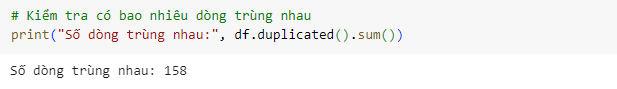 # Kiểm tra có bao nhiêu dòng trùng nhau
print("Số dòng trùng nhau:", df.duplicated().sum())
Số dòng trùng nhau: 158